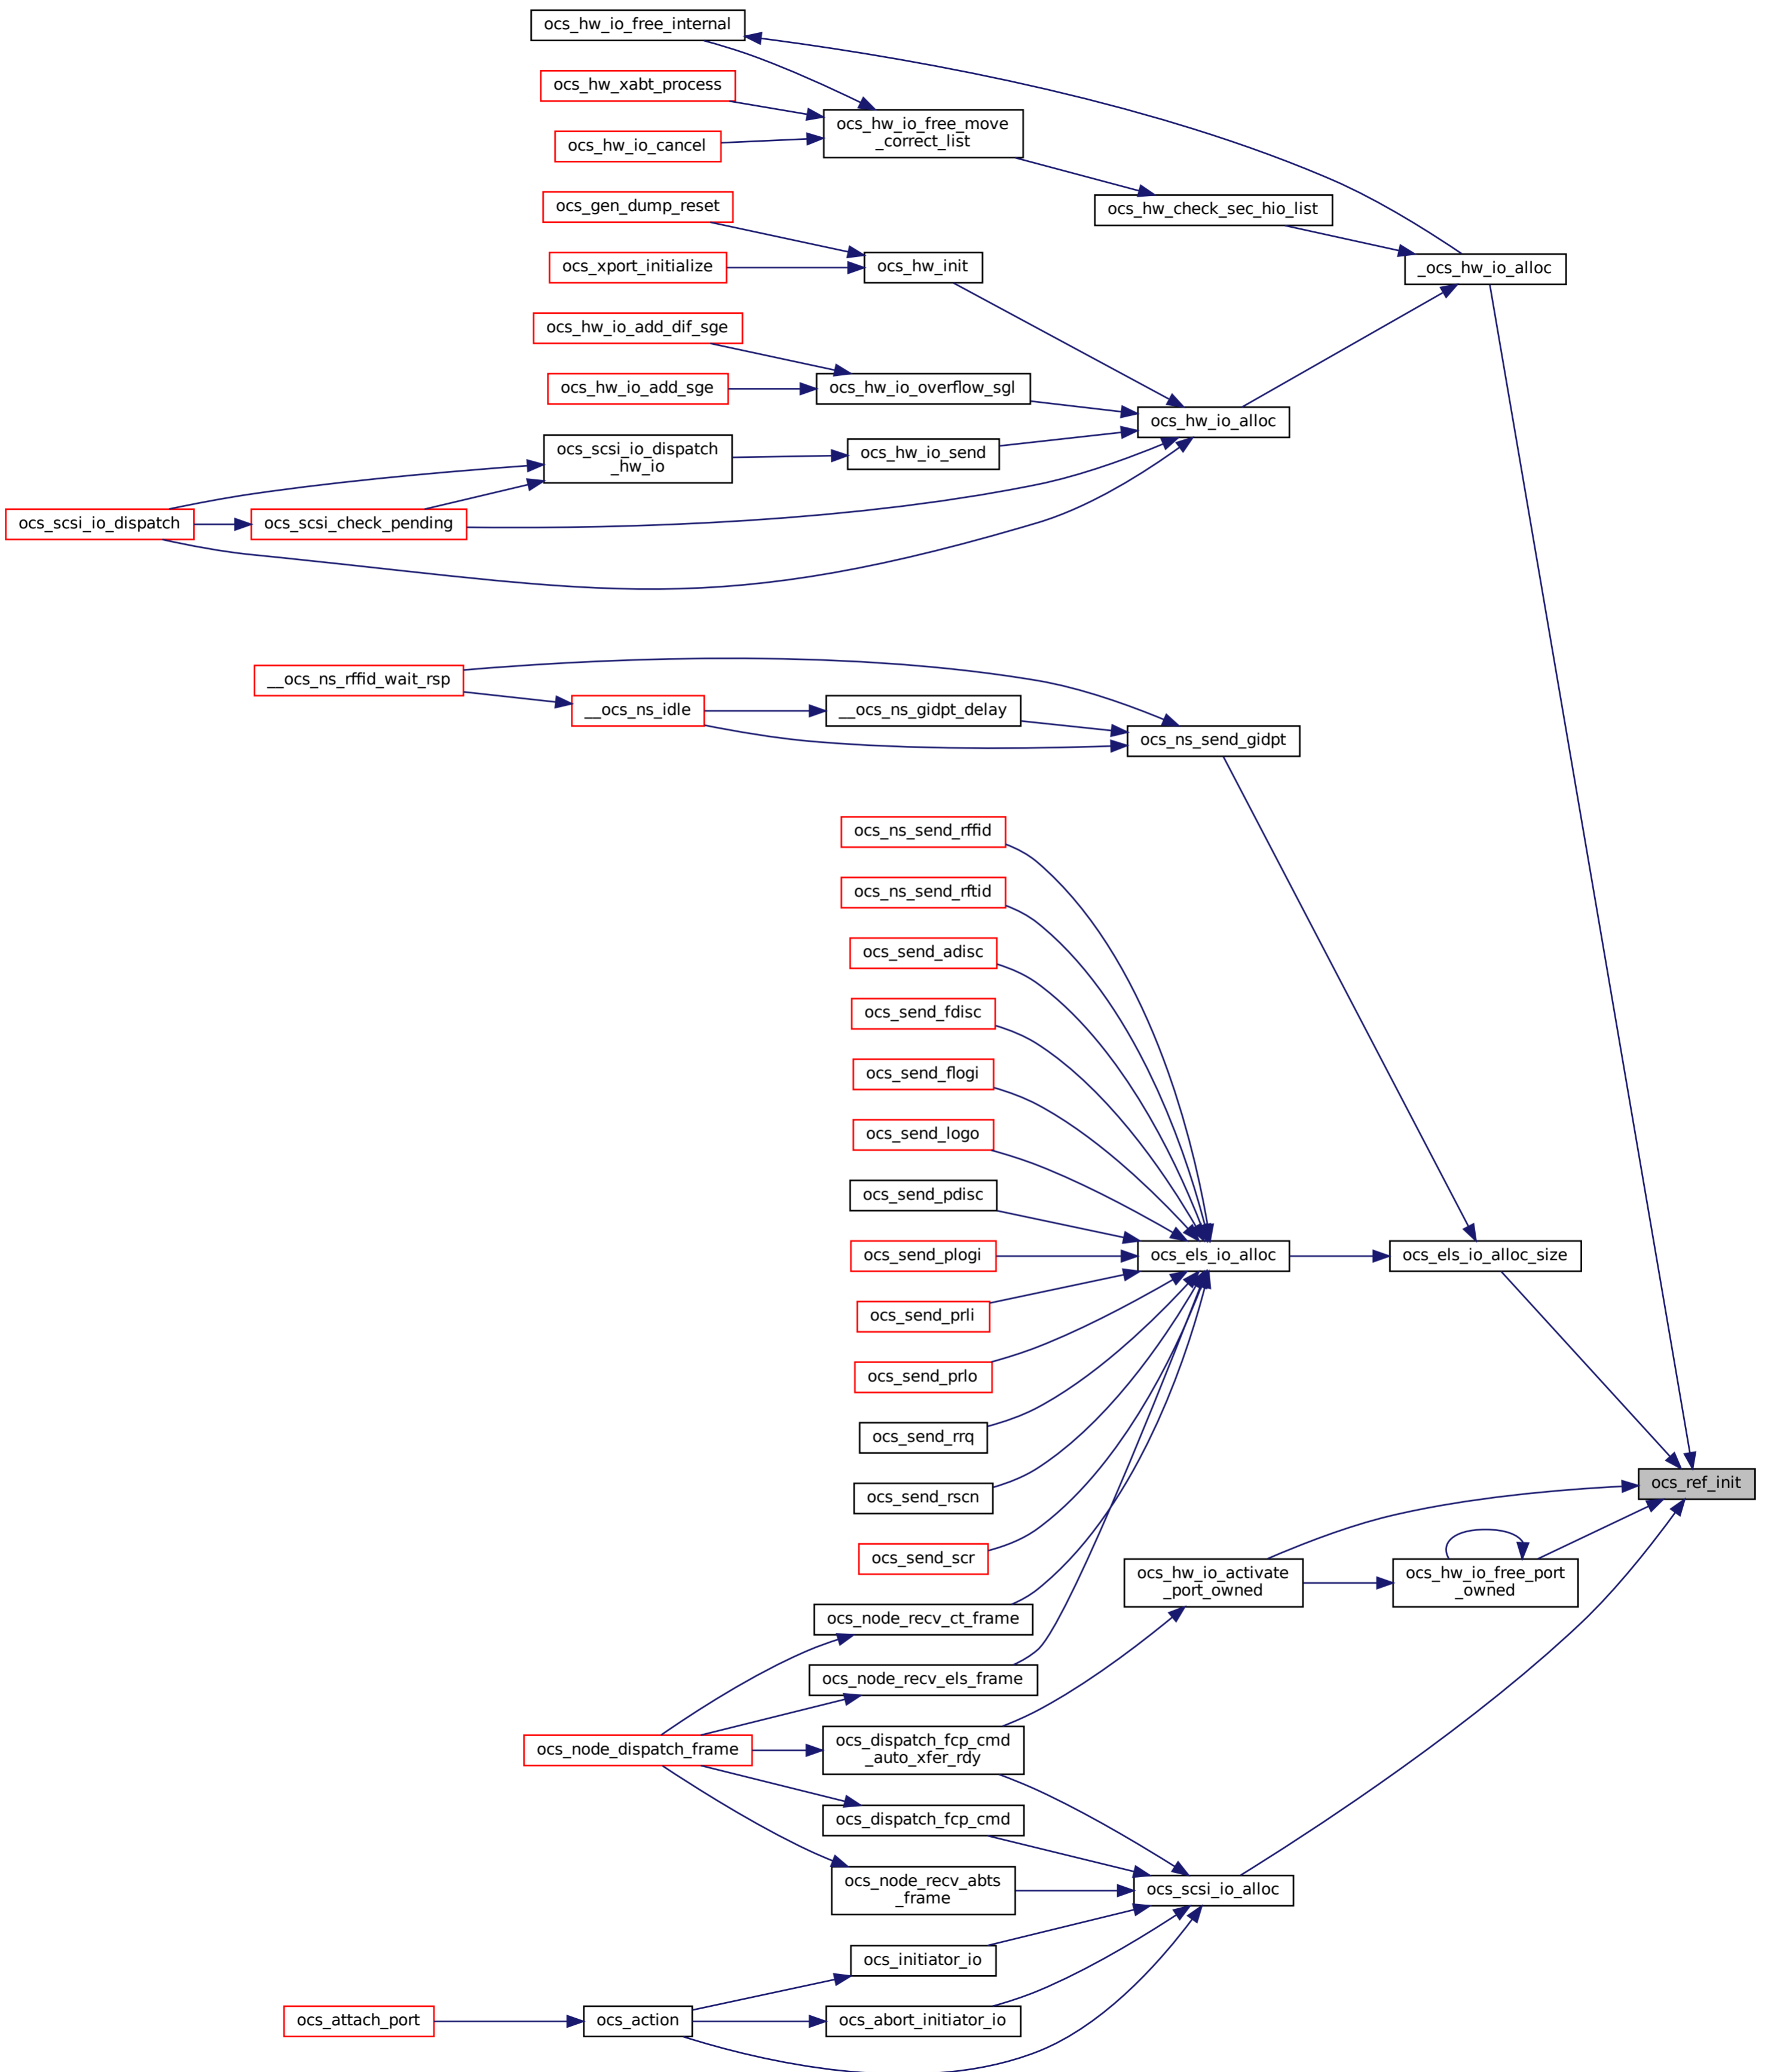 ocs_hw_io_free_internal
ocs_hw_xabt_process
ocs_hw_io_free_move
_correct_list
ocs_hw_io_cancel
ocs_gen_dump_reset
ocs_hw_check_sec_hio_list
ocs_xport_initialize
ocs_hw_init
_ocs_hw_io_alloc
ocs_hw_io_add_dif_sge
ocs_hw_io_add_sge
ocs_hw_io_overflow_sgl
ocs_hw_io_alloc
ocs_scsi_io_dispatch
_hw_io
ocs_hw_io_send
ocs_scsi_io_dispatch
ocs_scsi_check_pending
__ocs_ns_rffid_wait_rsp
__ocs_ns_idle
__ocs_ns_gidpt_delay
ocs_ns_send_gidpt
ocs_ns_send_rffid
ocs_ns_send_rftid
ocs_send_adisc
ocs_send_fdisc
ocs_send_flogi
ocs_send_logo
ocs_send_pdisc
ocs_send_plogi
ocs_els_io_alloc
ocs_els_io_alloc_size
ocs_send_prli
ocs_send_prlo
ocs_send_rrq
ocs_ref_init
ocs_send_rscn
ocs_send_scr
ocs_hw_io_activate
_port_owned
ocs_hw_io_free_port
_owned
ocs_node_recv_ct_frame
ocs_node_recv_els_frame
ocs_node_dispatch_frame
ocs_dispatch_fcp_cmd
_auto_xfer_rdy
ocs_dispatch_fcp_cmd
ocs_node_recv_abts
_frame
ocs_scsi_io_alloc
ocs_initiator_io
ocs_attach_port
ocs_action
ocs_abort_initiator_io